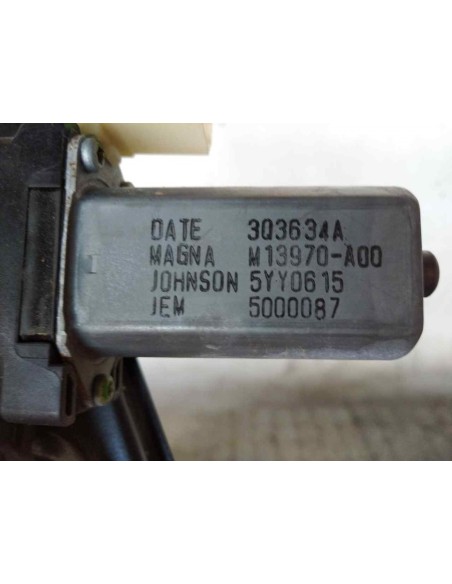 DATE 3Q3634A
MAGNA M13970-A00
JOHNSON 5YY0615
JEM 5000087